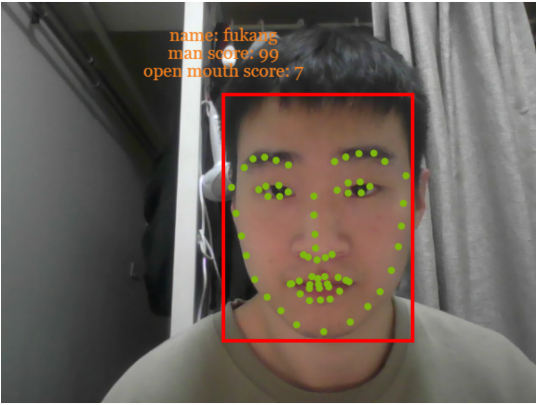 name: fukang
man score: 99
open mouth score: 7